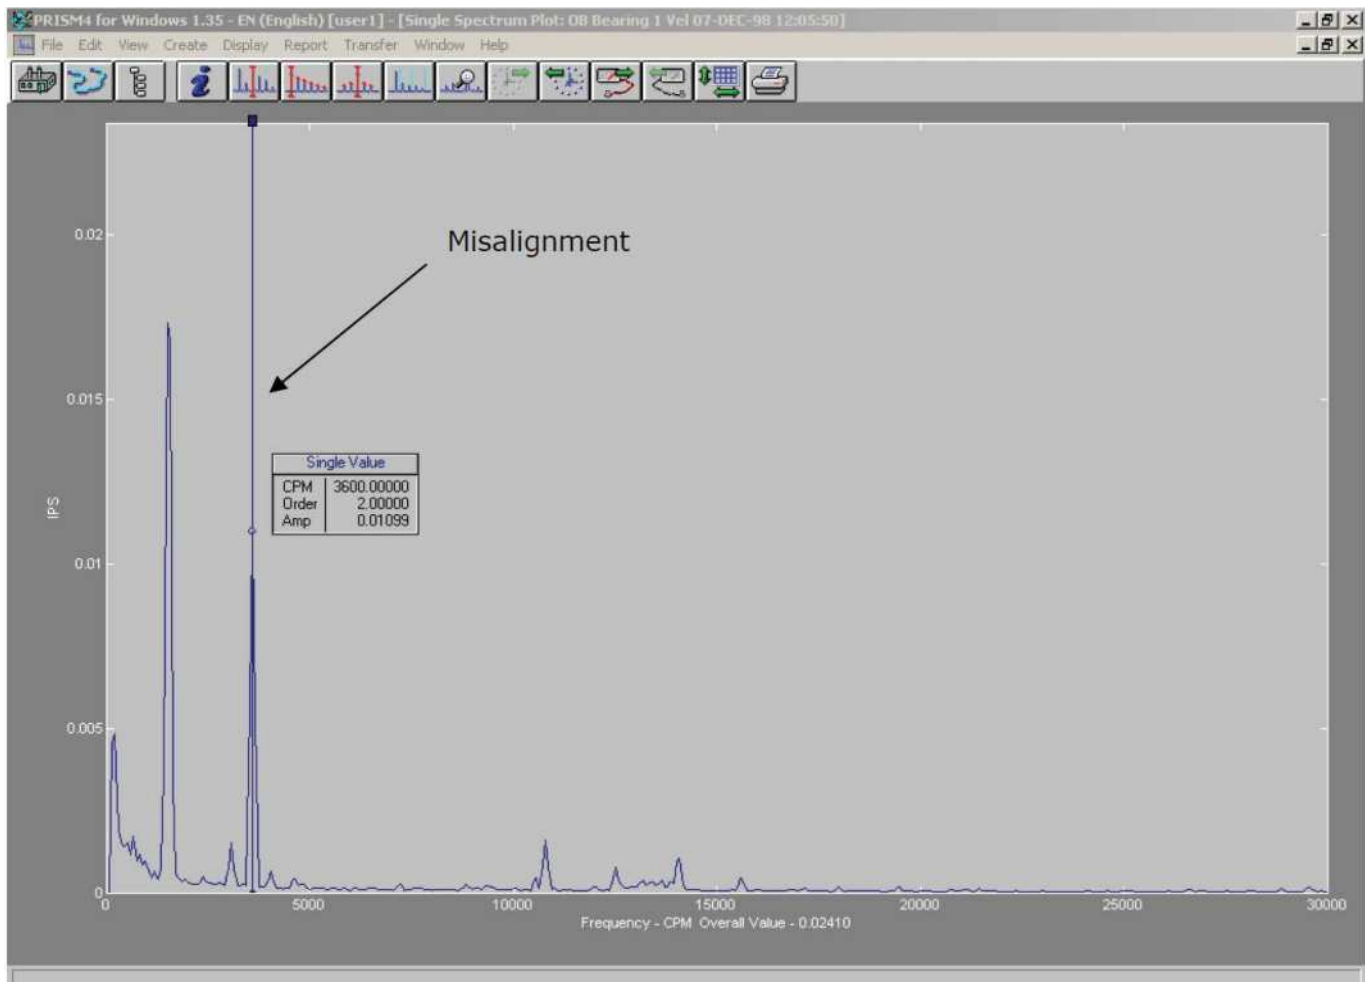 PRISM4 for Windows 1.35 - EN (English) [user1] - [Single Spectrum Plot: OB Bearing 1 Vel 07-DEC-98 12:05:50]
File Edit View Create Display Report Transfer Window Help
0.02
Misalignment
0.015
Single Value
CPM 3600.00000
Order 2.00000
Amp 0.01099
IPS
0.01
0.005
0
0 5000 10000 15000 20000 25000 30000
Frequency - CPM Overall Value - 0.02410